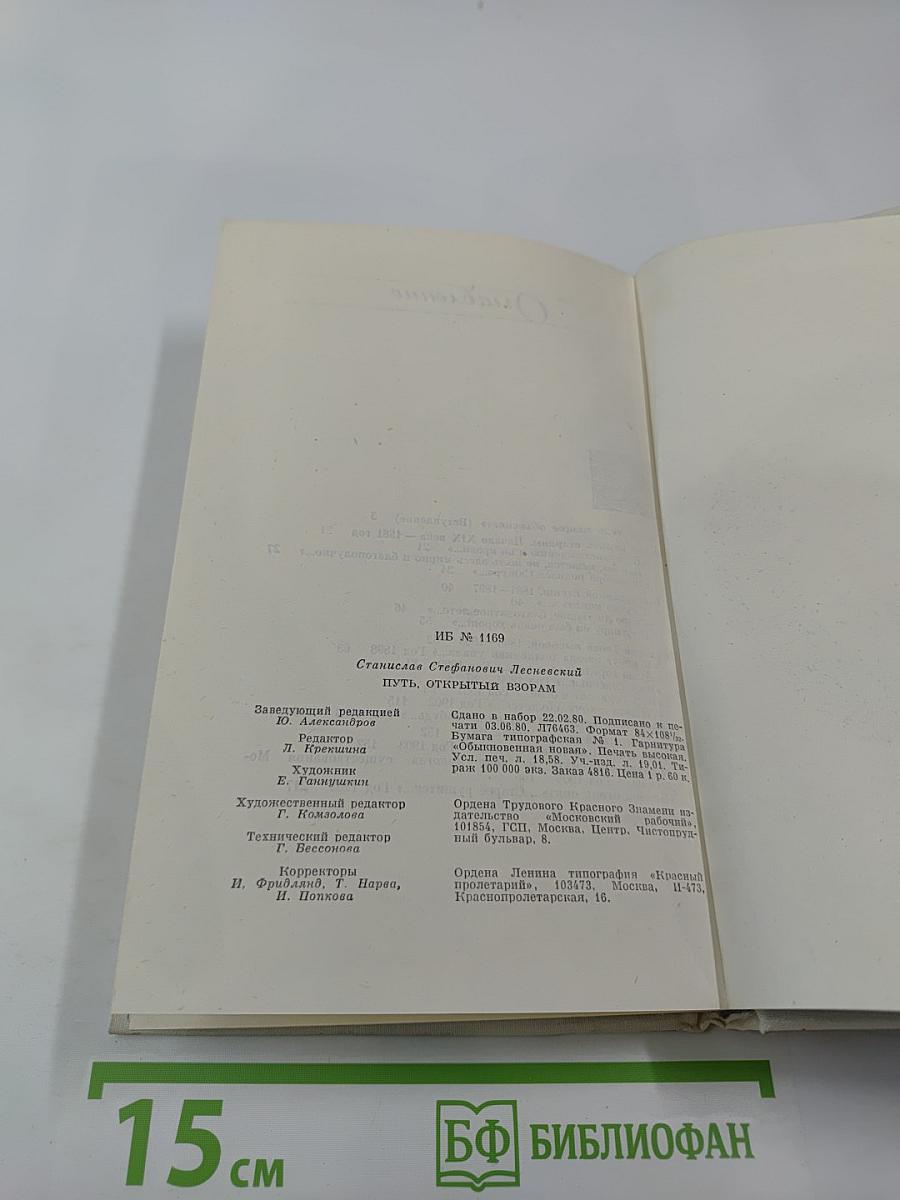 Оглавление
ИБ № 1169
Станислав Стефанович Лесневский
ПУТЬ, ОТКРЫТЫЙ ВЗОРАМ
Заведующий редакцией
Ю. Александров
Редактор
Л. Крекшина
Художник
Е. Ганнушкин
Художественный редактор
Г. Комзолова
Технический редактор
Г. Бессонова
Корректоры
И. Фридлянд, Т. Нарва,
И. Попкова
Сдано в набор 22.02.80. Подписано к пе-
чати 03.06.80. Л76463. Формат 84×108¹/₃₂.
Бумага типографская № 1. Гарнитура
«Обыкновенная новая». Печать высокая.
Усл. печ. л. 18,58. Уч.-изд. л. 19,01. Ти-
раж 100 000 экз. Заказ 4816. Цена 1 р. 60 к.
Ордена Трудового Красного Знамени из-
дательство «Московский рабочий»,
101854, ГСП, Москва, Центр, Чистопруд-
ный бульвар, 8.
Ордена Ленина типография «Красный
пролетарий», 103473, Москва, И-473,
Краснопролетарская, 16.
15 см
БФ БИБЛИОФАН